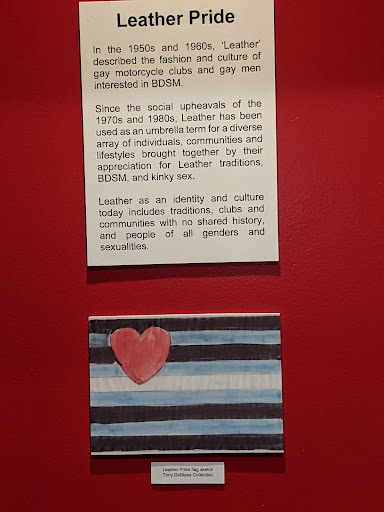 Leather Pride
In the 1950s and 1960s, 'Leather'
described the fashion and culture of
gay motorcycle clubs and gay men
interested in BDSM.
Since the social upheavals of the
1970s and 1980s, Leather has been
used as an umbrella term for a diverse
array of individuals, communities and
lifestyles brought together by their
appreciation for Leather traditions,
BDSM, and kinky sex.
Leather as an identity and culture
today includes traditions, clubs and
communities with no shared history,
and people of all genders and
sexualities.
Leather Pride flag sketch
Tony DeBlase Collection